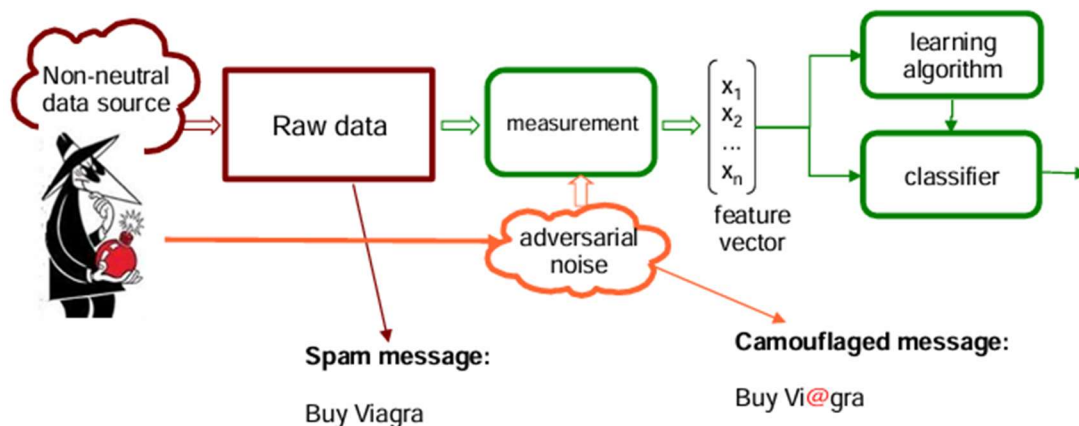 Non-neutral
data source
Raw data
measurement
x1
x2
...
xn
feature
vector
learning
algorithm
classifier
adversarial
noise
Spam message:
Buy Viagra
Camouflaged message:
Buy Vi@gra